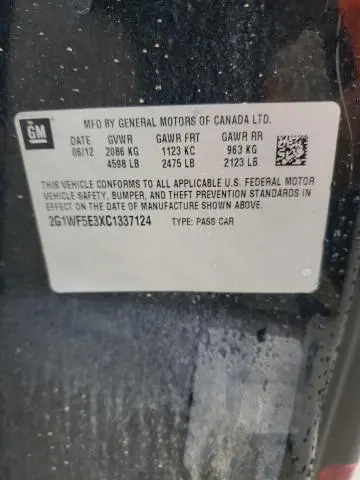 GM
MFD BY GENERAL MOTORS OF CANADA LTD.
DATE GVWR GAWR FRT GAWR RR
06/12 2086 KG 1123 KG 963 KG
4598 LB 2475 LB 2123 LB
THIS VEHICLE CONFORMS TO ALL APPLICABLE U.S. FEDERAL MOTOR
VEHICLE SAFETY, BUMPER, AND THEFT PREVENTION STANDARDS IN
EFFECT ON THE DATE OF MANUFACTURE SHOWN ABOVE.
2G1WF5E3XC1337124 TYPE: PASS CAR